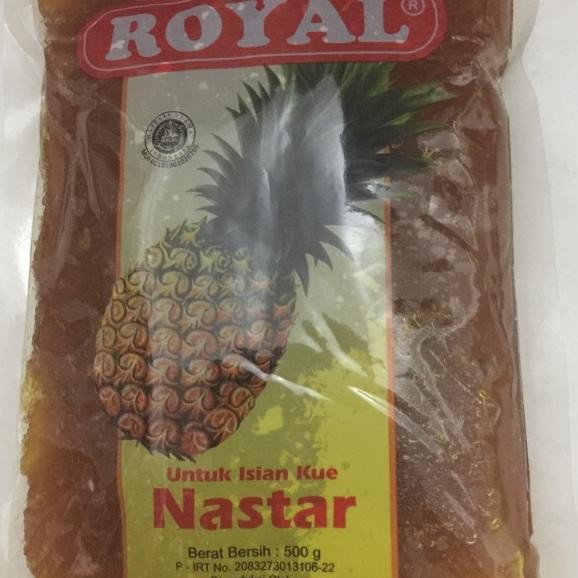 ROYAL®
Untuk Isian Kue
Nastar
Berat Bersih : 500 g
P - IRT No. 2083273013106-22